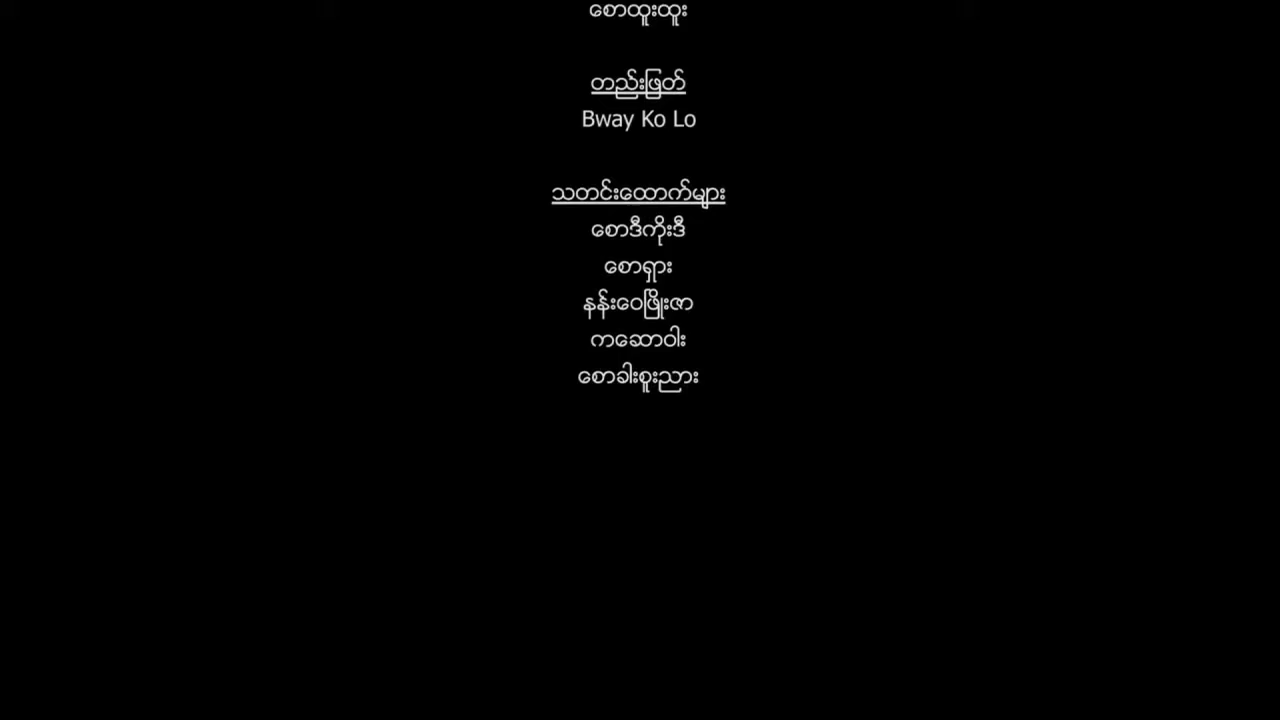 စောထူးထူး
တည်းဖြတ်
Bway Ko Lo
သတင်းထောက်များ
စောဒီကိုးဒီ
စောရှား
နန်းဝေဖြိုးဇာ
ကဆောဝါး
စောခါးစူးညား